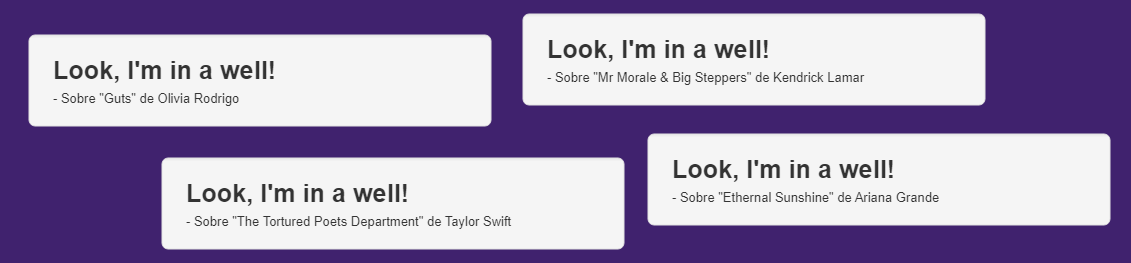 Look, I'm in a well!
- Sobre "Guts" de Olivia Rodrigo
Look, I'm in a well!
- Sobre "Mr Morale & Big Steppers" de Kendrick Lamar
Look, I'm in a well!
- Sobre "The Tortured Poets Department" de Taylor Swift
Look, I'm in a well!
- Sobre "Ethernal Sunshine" de Ariana Grande